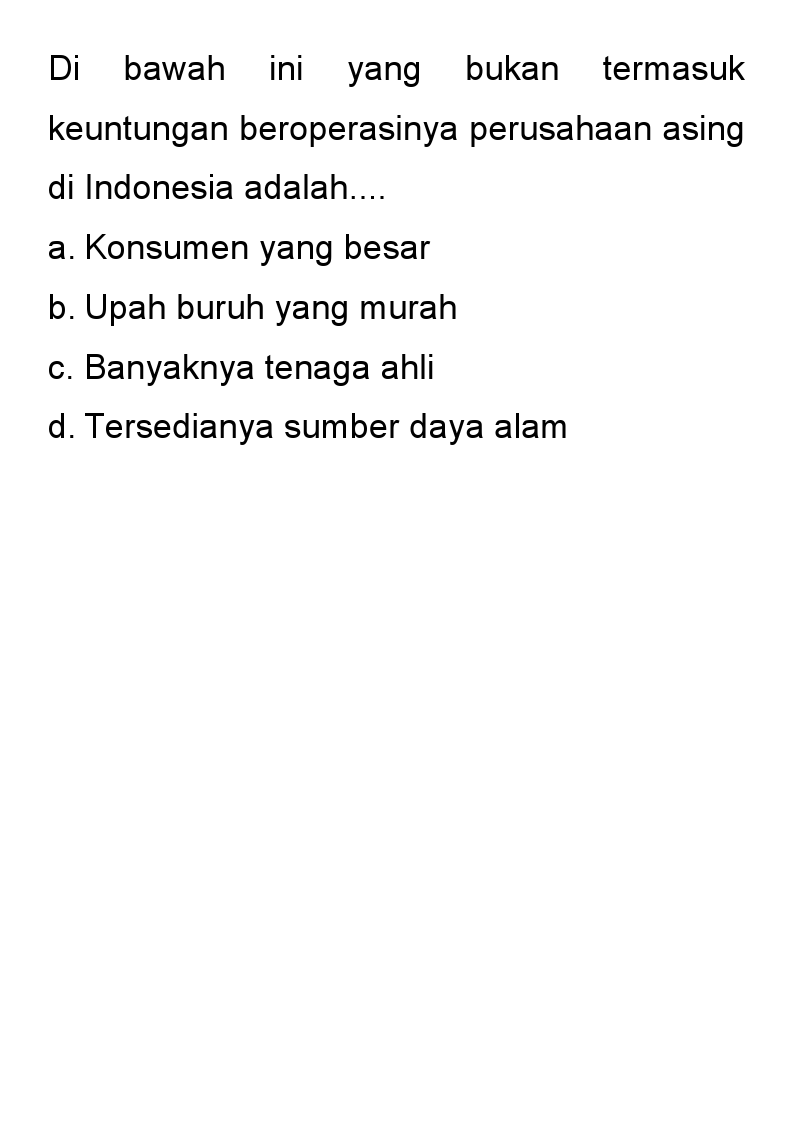 Di bawah ini yang bukan termasuk
keuntungan beroperasinya perusahaan asing
di Indonesia adalah....
a. Konsumen yang besar
b. Upah buruh yang murah
c. Banyaknya tenaga ahli
d. Tersedianya sumber daya alam